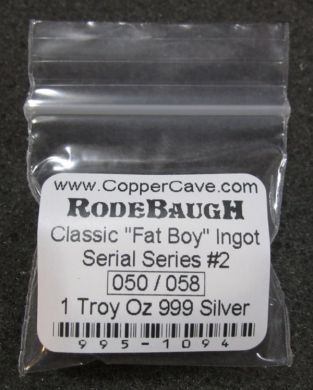 www.CopperCave.com
RODEBAUGH
Classic "Fat Boy" Ingot
Serial Series #2
050 / 058
1 Troy Oz 999 Silver
995-1094